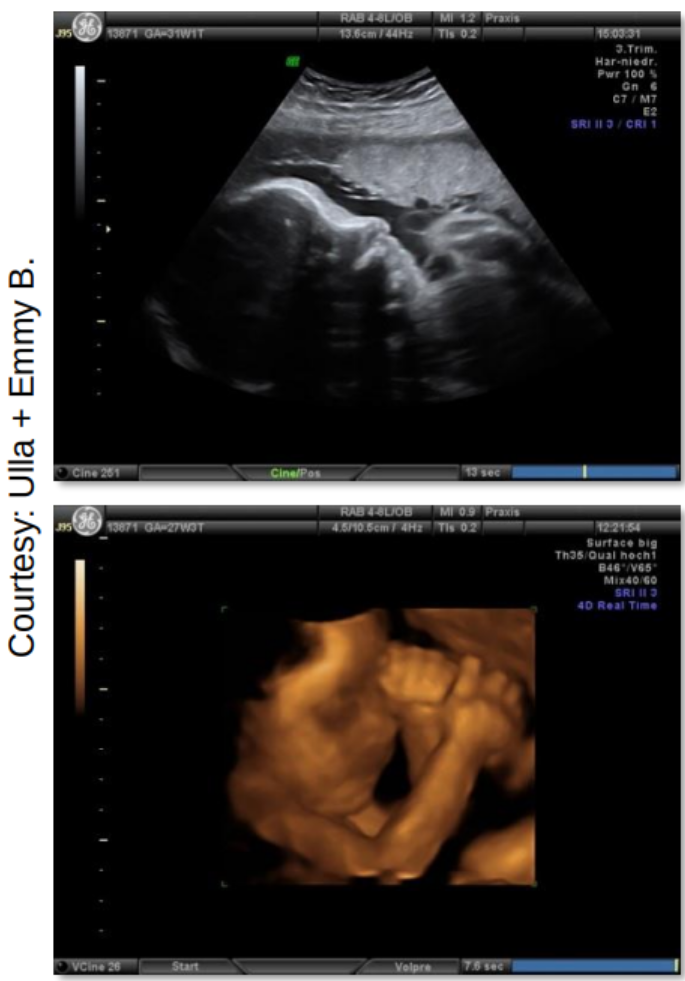 Courtesy: Ulla + Emmy B.
RAB 4-8L/OB MI 1.2 Praxis
J95 GE 13671 GA=31W1T 13.6cm / 44Hz TIs 0.2 15:03:31
3.Trim.
Har-niedr.
Pwr 100 %
Gn 6
C7 / M7
E2
SRI II 3 / CRI 1
Cine 251 Cine/Pos 13 sec
RAB 4-8L/OB MI 0.9 Praxis
J95 GE 13671 GA=27W3T 4.5/10.5cm / 4Hz TIs 0.2 12:21:54
Surface big
Th35/Qual hoch1
B46°/V65°
Mix40/60
SRI II 3
4D Real Time
VCine 26 Start Volpre 7.6 sec